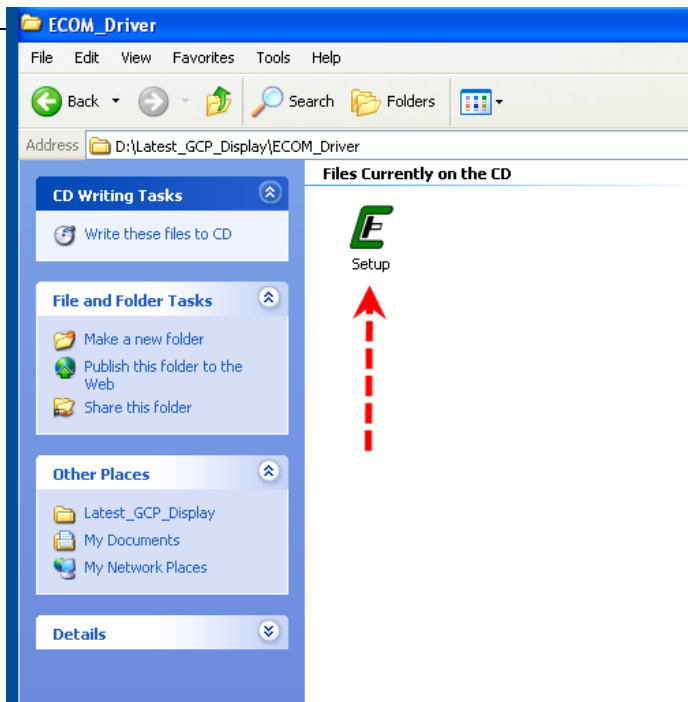 ECOM_Driver
File Edit View Favorites Tools Help
Back Search Folders
Address D:\Latest_GCP_Display\ECOM_Driver
CD Writing Tasks
Write these files to CD
File and Folder Tasks
Make a new folder
Publish this folder to the
Web
Share this folder
Other Places
Latest_GCP_Display
My Documents
My Network Places
Details
Files Currently on the CD
Setup